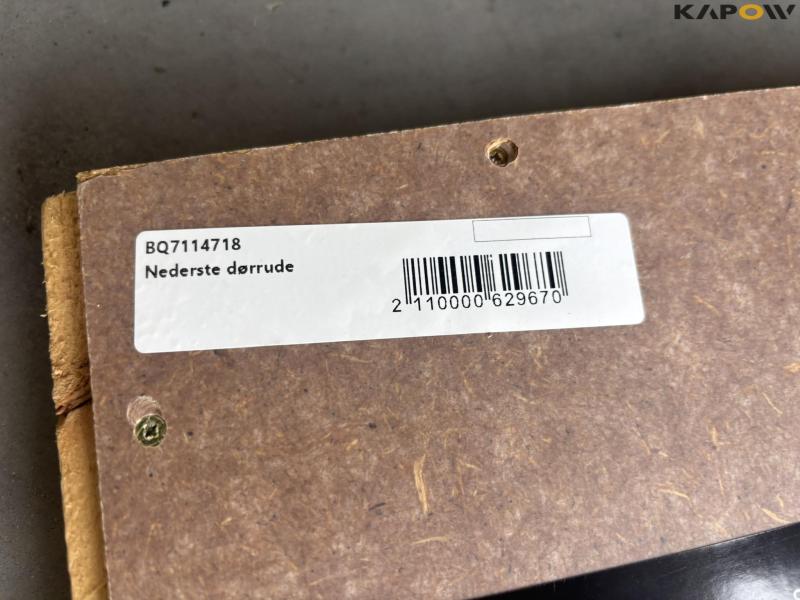 KAPOW
BQ7114718
Nederste dørrude
2 110000 629670